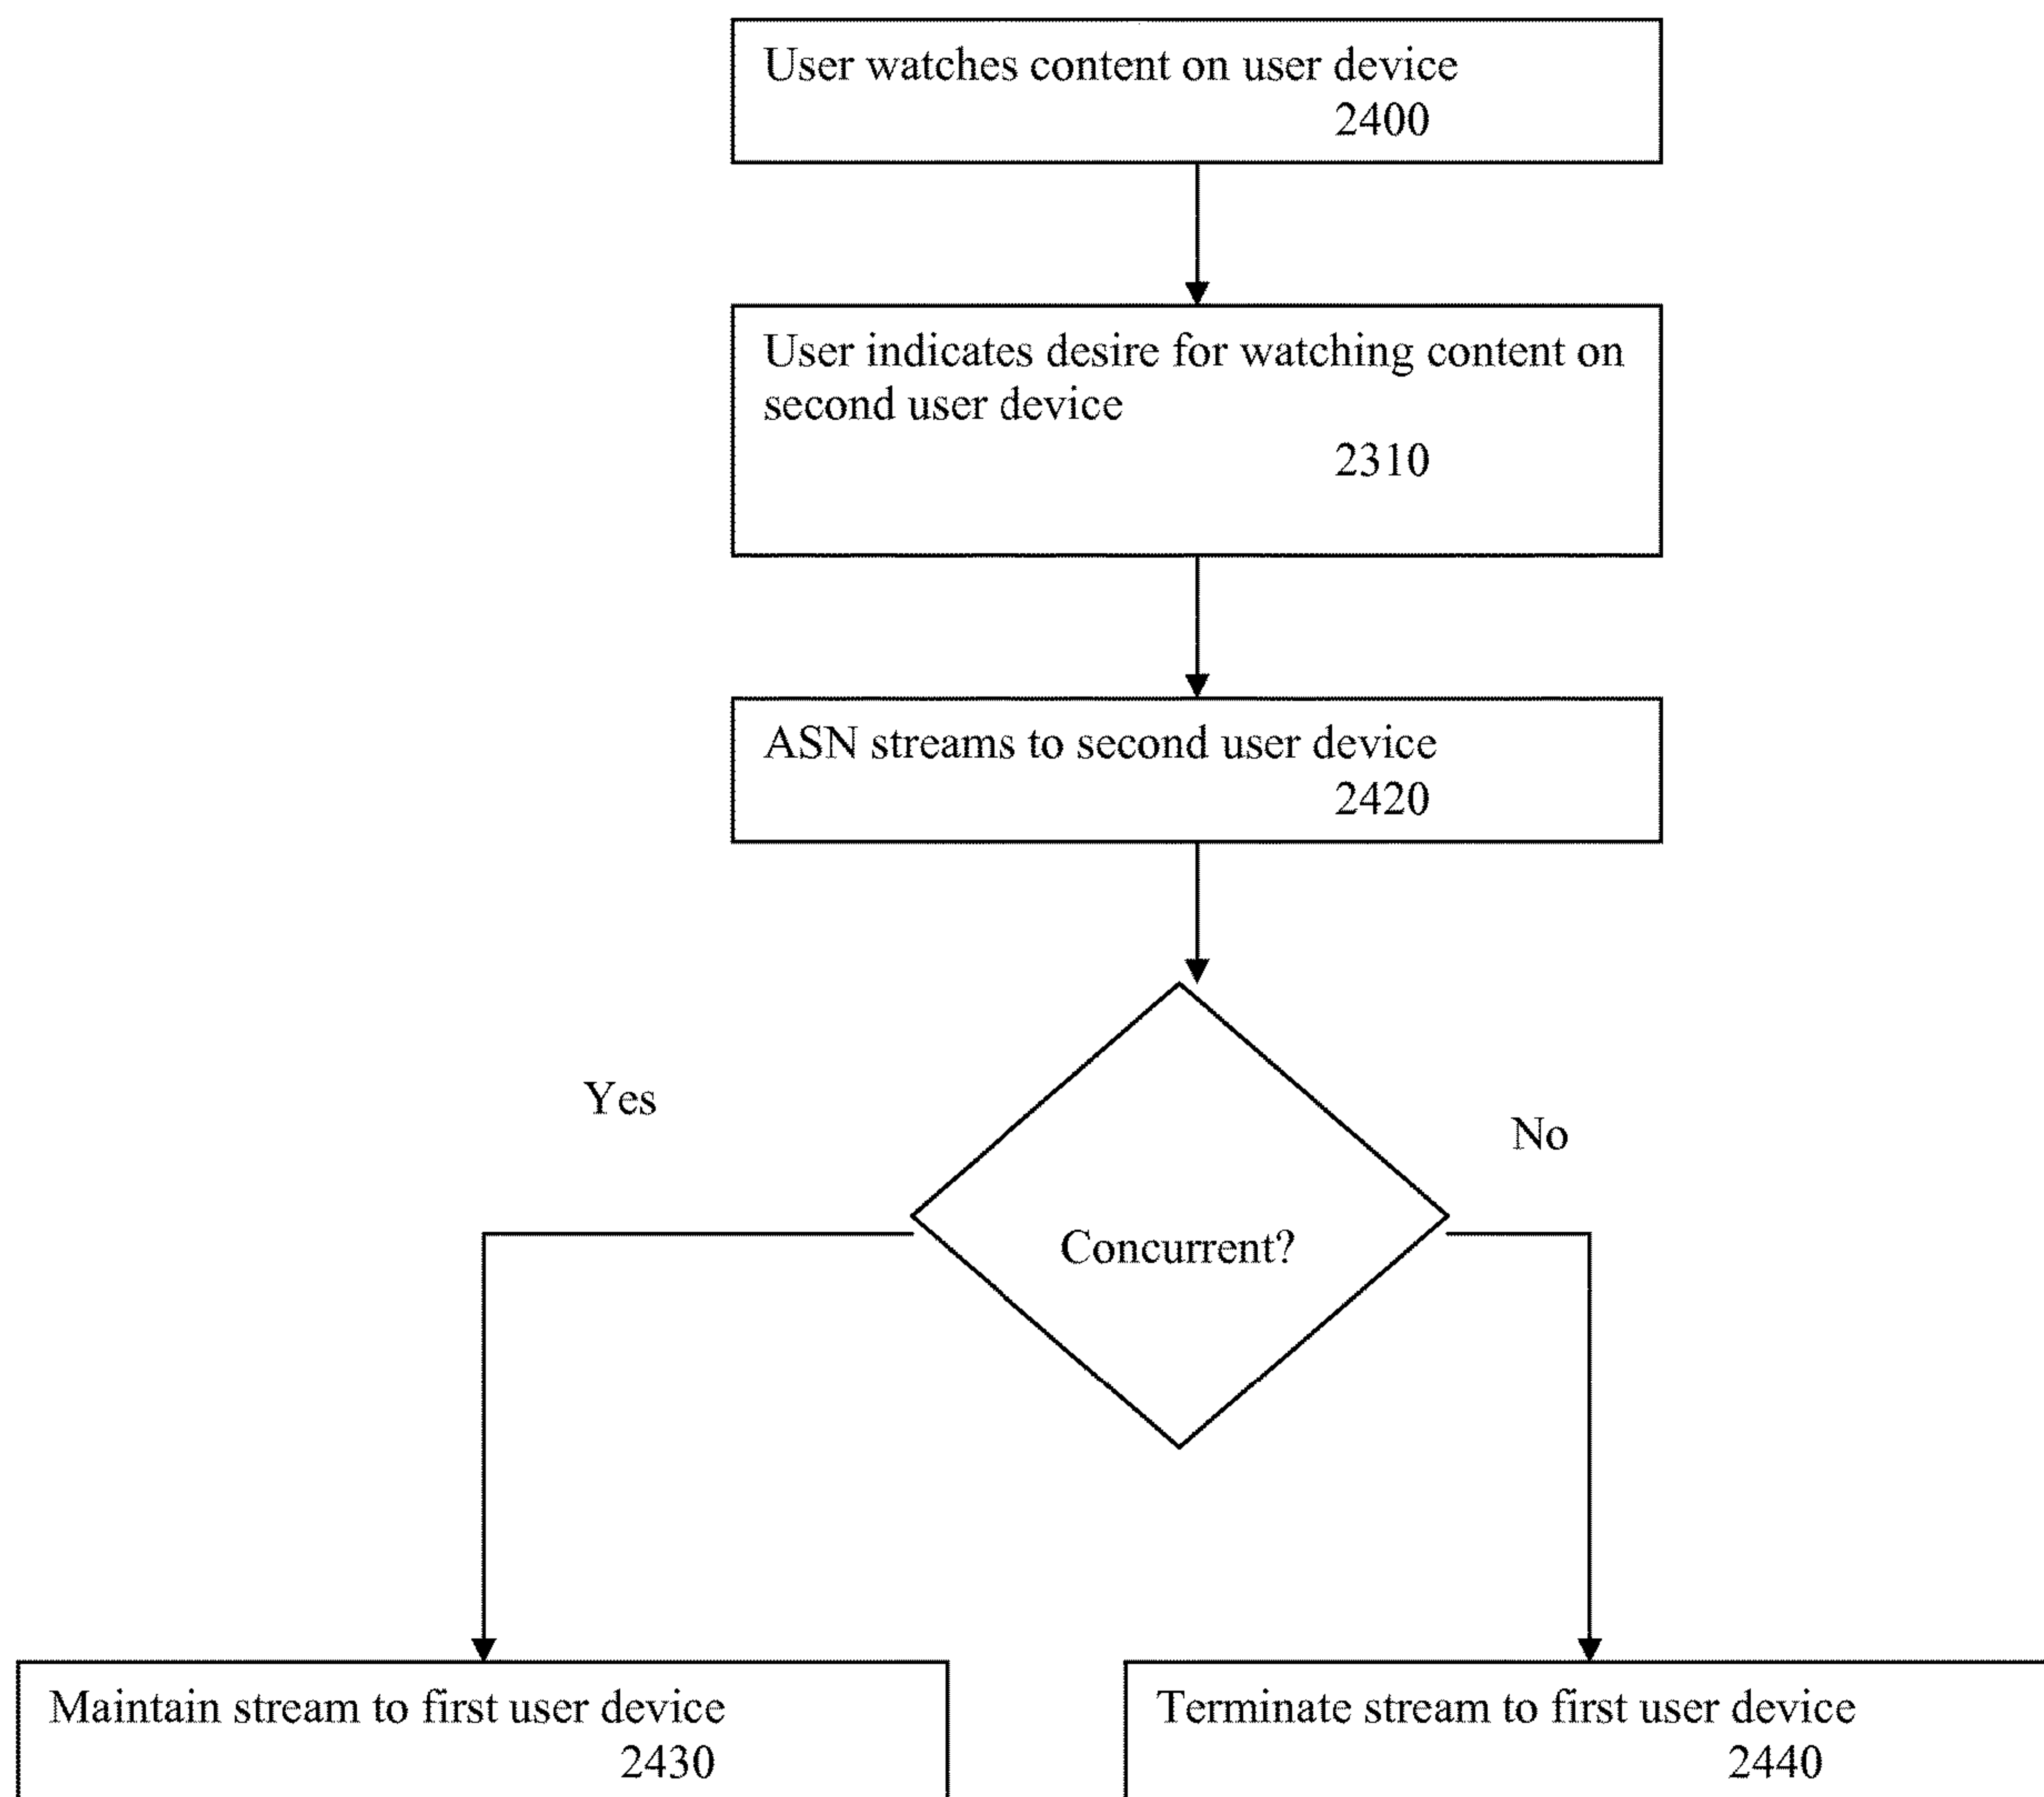 User watches content on user device
2400
User indicates desire for watching content on
second user device
2310
ASN streams to second user device
2420
Yes
No
Concurrent?
Maintain stream to first user device
2430
Terminate stream to first user device
2440